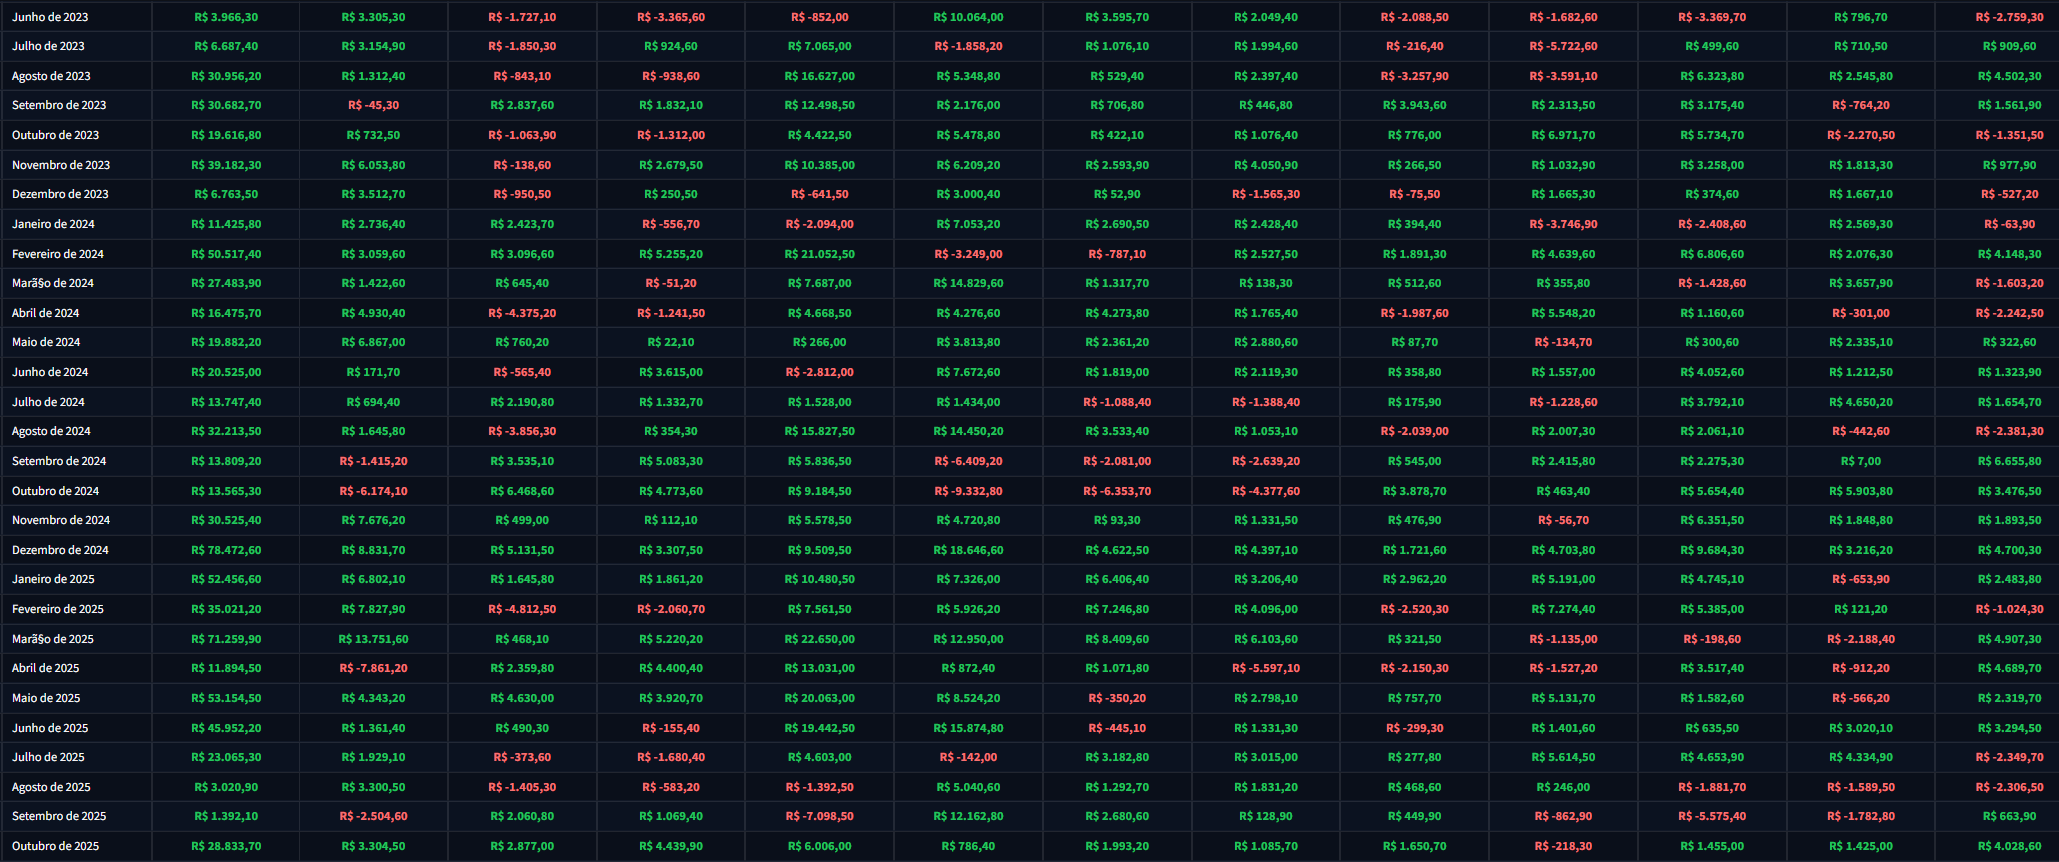 Junho de 2023 R$ 3.966,30 R$ 3.305,30 R$ -1.727,10 R$ -3.365,60 R$ -852,00 R$ 10.064,00 R$ 3.595,70 R$ 2.049,40 R$ -2.088,50 R$ -1.682,60 R$ -3.369,70 R$ 796,70 R$ -2.759,30
Julho de 2023 R$ 6.687,40 R$ 3.154,90 R$ -1.850,30 R$ 924,60 R$ 7.065,00 R$ -1.858,20 R$ 1.076,10 R$ 1.994,60 R$ -216,40 R$ -5.722,60 R$ 499,60 R$ 710,50 R$ 909,60
Agosto de 2023 R$ 30.956,20 R$ 1.312,40 R$ -843,10 R$ -938,60 R$ 16.627,00 R$ 5.348,80 R$ 529,40 R$ 2.397,40 R$ -3.257,90 R$ -3.591,10 R$ 6.323,80 R$ 2.545,80 R$ 4.502,30
Setembro de 2023 R$ 30.682,70 R$ -45,30 R$ 2.837,60 R$ 1.832,10 R$ 12.498,50 R$ 2.176,00 R$ 706,80 R$ 446,80 R$ 3.943,60 R$ 2.313,50 R$ 3.175,40 R$ -764,20 R$ 1.561,90
Outubro de 2023 R$ 19.616,80 R$ 732,50 R$ -1.063,90 R$ -1.312,00 R$ 4.422,50 R$ 5.478,80 R$ 422,10 R$ 1.076,40 R$ 776,00 R$ 6.971,70 R$ 5.734,70 R$ -2.270,50 R$ -1.351,50
Novembro de 2023 R$ 39.182,30 R$ 6.053,80 R$ -138,60 R$ 2.679,50 R$ 10.385,00 R$ 6.209,20 R$ 2.593,90 R$ 4.050,90 R$ 266,50 R$ 1.032,90 R$ 3.258,00 R$ 1.813,30 R$ 977,90
Dezembro de 2023 R$ 6.763,50 R$ 3.512,70 R$ -950,50 R$ 250,50 R$ -641,50 R$ 3.000,40 R$ 52,90 R$ -1.565,30 R$ -75,50 R$ 1.665,30 R$ 374,60 R$ 1.667,10 R$ -527,20
Janeiro de 2024 R$ 11.425,80 R$ 2.736,40 R$ 2.423,70 R$ -556,70 R$ -2.094,00 R$ 7.053,20 R$ 2.690,50 R$ 2.428,40 R$ 394,40 R$ -3.746,90 R$ -2.408,60 R$ 2.569,30 R$ -63,90
Fevereiro de 2024 R$ 50.517,40 R$ 3.059,60 R$ 3.096,60 R$ 5.255,20 R$ 21.052,50 R$ -3.249,00 R$ -787,10 R$ 2.527,50 R$ 1.891,30 R$ 4.639,60 R$ 6.806,60 R$ 2.076,30 R$ 4.148,30
Marã§o de 2024 R$ 27.483,90 R$ 1.422,60 R$ 645,40 R$ -51,20 R$ 7.687,00 R$ 14.829,60 R$ 1.317,70 R$ 138,30 R$ 512,60 R$ 355,80 R$ -1.428,60 R$ 3.657,90 R$ -1.603,20
Abril de 2024 R$ 16.475,70 R$ 4.930,40 R$ -4.375,20 R$ -1.241,50 R$ 4.668,50 R$ 4.276,60 R$ 4.273,80 R$ 1.765,40 R$ -1.987,60 R$ 5.548,20 R$ 1.160,60 R$ -301,00 R$ -2.242,50
Maio de 2024 R$ 19.882,20 R$ 6.867,00 R$ 760,20 R$ 22,10 R$ 266,00 R$ 3.813,80 R$ 2.361,20 R$ 2.880,60 R$ 87,70 R$ -134,70 R$ 300,60 R$ 2.335,10 R$ 322,60
Junho de 2024 R$ 20.525,00 R$ 171,70 R$ -565,40 R$ 3.615,00 R$ -2.812,00 R$ 7.672,60 R$ 1.819,00 R$ 2.119,30 R$ 358,80 R$ 1.557,00 R$ 4.052,60 R$ 1.212,50 R$ 1.323,90
Julho de 2024 R$ 13.747,40 R$ 694,40 R$ 2.190,80 R$ 1.332,70 R$ 1.528,00 R$ 1.434,00 R$ -1.088,40 R$ -1.388,40 R$ 175,90 R$ -1.228,60 R$ 3.792,10 R$ 4.650,20 R$ 1.654,70
Agosto de 2024 R$ 32.213,50 R$ 1.645,80 R$ -3.856,30 R$ 354,30 R$ 15.827,50 R$ 14.450,20 R$ 3.533,40 R$ 1.053,10 R$ -2.039,00 R$ 2.007,30 R$ 2.061,10 R$ -442,60 R$ -2.381,30
Setembro de 2024 R$ 13.809,20 R$ -1.415,20 R$ 3.535,10 R$ 5.083,30 R$ 5.836,50 R$ -6.409,20 R$ -2.081,00 R$ -2.639,20 R$ 545,00 R$ 2.415,80 R$ 2.275,30 R$ 7,00 R$ 6.655,80
Outubro de 2024 R$ 13.565,30 R$ -6.174,10 R$ 6.468,60 R$ 4.773,60 R$ 9.184,50 R$ -9.332,80 R$ -6.353,70 R$ -4.377,60 R$ 3.878,70 R$ 463,40 R$ 5.654,40 R$ 5.903,80 R$ 3.476,50
Novembro de 2024 R$ 30.525,40 R$ 7.676,20 R$ 499,00 R$ 112,10 R$ 5.578,50 R$ 4.720,80 R$ 93,30 R$ 1.331,50 R$ 476,90 R$ -56,70 R$ 6.351,50 R$ 1.848,80 R$ 1.893,50
Dezembro de 2024 R$ 78.472,60 R$ 8.831,70 R$ 5.131,50 R$ 3.307,50 R$ 9.509,50 R$ 18.646,60 R$ 4.622,50 R$ 4.397,10 R$ 1.721,60 R$ 4.703,80 R$ 9.684,30 R$ 3.216,20 R$ 4.700,30
Janeiro de 2025 R$ 52.456,60 R$ 6.802,10 R$ 1.645,80 R$ 1.861,20 R$ 10.480,50 R$ 7.326,00 R$ 6.406,40 R$ 3.206,40 R$ 2.962,20 R$ 5.191,00 R$ 4.745,10 R$ -653,90 R$ 2.483,80
Fevereiro de 2025 R$ 35.021,20 R$ 7.827,90 R$ -4.812,50 R$ -2.060,70 R$ 7.561,50 R$ 5.926,20 R$ 7.246,80 R$ 4.096,00 R$ -2.520,30 R$ 7.274,40 R$ 5.385,00 R$ 121,20 R$ -1.024,30
Marã§o de 2025 R$ 71.259,90 R$ 13.751,60 R$ 468,10 R$ 5.220,20 R$ 22.650,00 R$ 12.950,00 R$ 8.409,60 R$ 6.103,60 R$ 321,50 R$ -1.135,00 R$ -198,60 R$ -2.188,40 R$ 4.907,30
Abril de 2025 R$ 11.894,50 R$ -7.861,20 R$ 2.359,80 R$ 4.400,40 R$ 13.031,00 R$ 872,40 R$ 1.071,80 R$ -5.597,10 R$ -2.150,30 R$ -1.527,20 R$ 3.517,40 R$ -912,20 R$ 4.689,70
Maio de 2025 R$ 53.154,50 R$ 4.343,20 R$ 4.630,00 R$ 3.920,70 R$ 20.063,00 R$ 8.524,20 R$ -350,20 R$ 2.798,10 R$ 757,70 R$ 5.131,70 R$ 1.582,60 R$ -566,20 R$ 2.319,70
Junho de 2025 R$ 45.952,20 R$ 1.361,40 R$ 490,30 R$ -155,40 R$ 19.442,50 R$ 15.874,80 R$ -445,10 R$ 1.331,30 R$ -299,30 R$ 1.401,60 R$ 635,50 R$ 3.020,10 R$ 3.294,50
Julho de 2025 R$ 23.065,30 R$ 1.929,10 R$ -373,60 R$ -1.680,40 R$ 4.603,00 R$ -142,00 R$ 3.182,80 R$ 3.015,00 R$ 277,80 R$ 5.614,50 R$ 4.653,90 R$ 4.334,90 R$ -2.349,70
Agosto de 2025 R$ 3.020,90 R$ 3.300,50 R$ -1.405,30 R$ -583,20 R$ -1.392,50 R$ 5.040,60 R$ 1.292,70 R$ 1.831,20 R$ 468,60 R$ 246,00 R$ -1.881,70 R$ -1.589,50 R$ -2.306,50
Setembro de 2025 R$ 1.392,10 R$ -2.504,60 R$ 2.060,80 R$ 1.069,40 R$ -7.098,50 R$ 12.162,80 R$ 2.680,60 R$ 128,90 R$ 449,90 R$ -862,90 R$ -5.575,40 R$ -1.782,80 R$ 663,90
Outubro de 2025 R$ 28.833,70 R$ 3.304,50 R$ 2.877,00 R$ 4.439,90 R$ 6.006,00 R$ 786,40 R$ 1.993,20 R$ 1.085,70 R$ 1.650,70 R$ -218,30 R$ 1.455,00 R$ 1.425,00 R$ 4.028,60